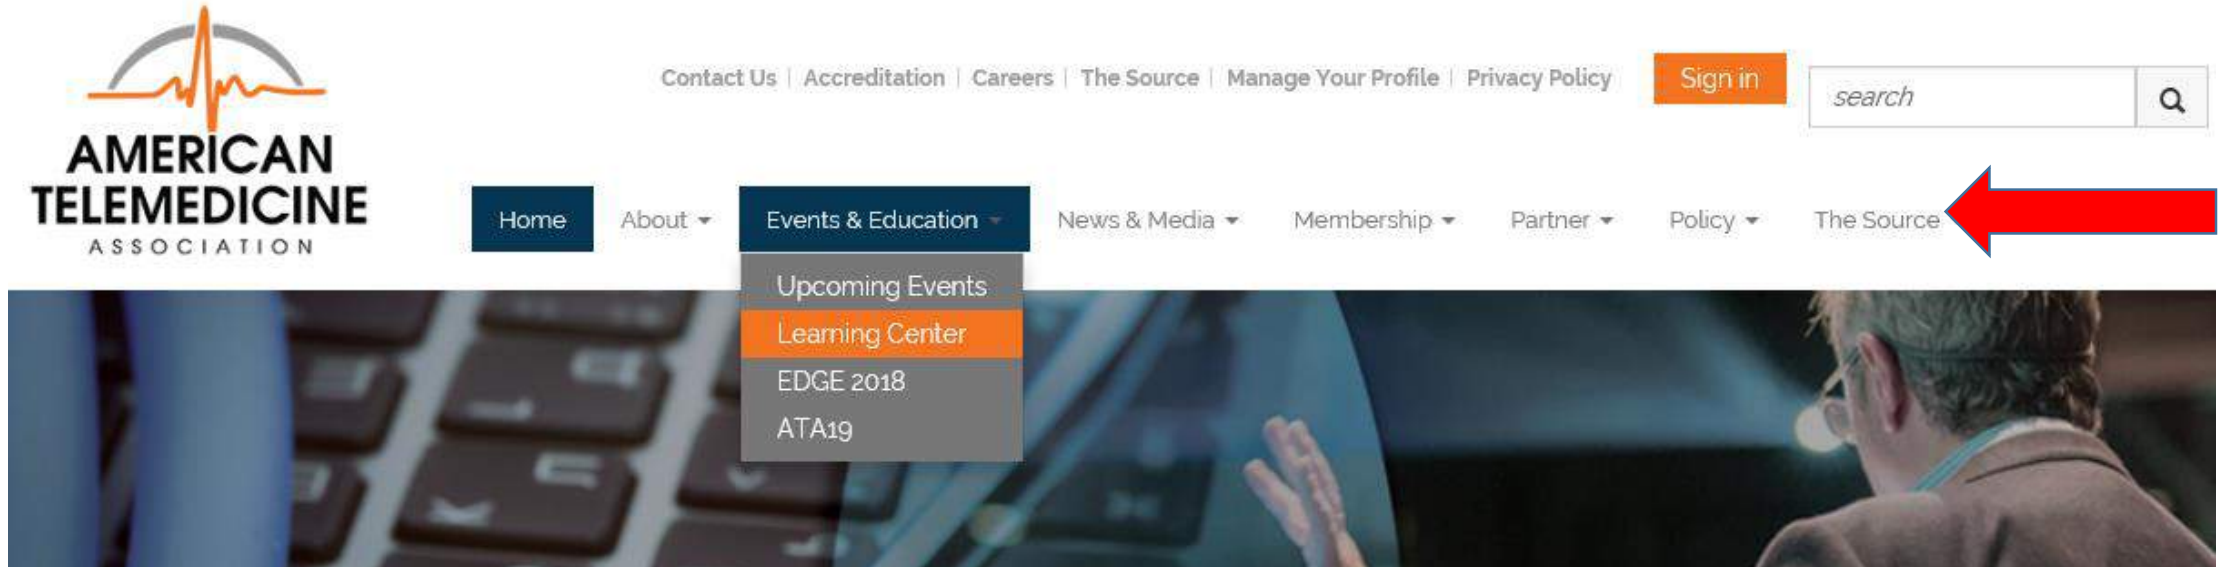 AMERICAN
TELEMEDICINE
ASSOCIATION
Contact Us | Accreditation | Careers | The Source | Manage Your Profile | Privacy Policy
Sign in
search
Home
About
Events & Education
News & Media
Membership
Partner
Policy
The Source
Upcoming Events
Learning Center
EDGE 2018
ATA19